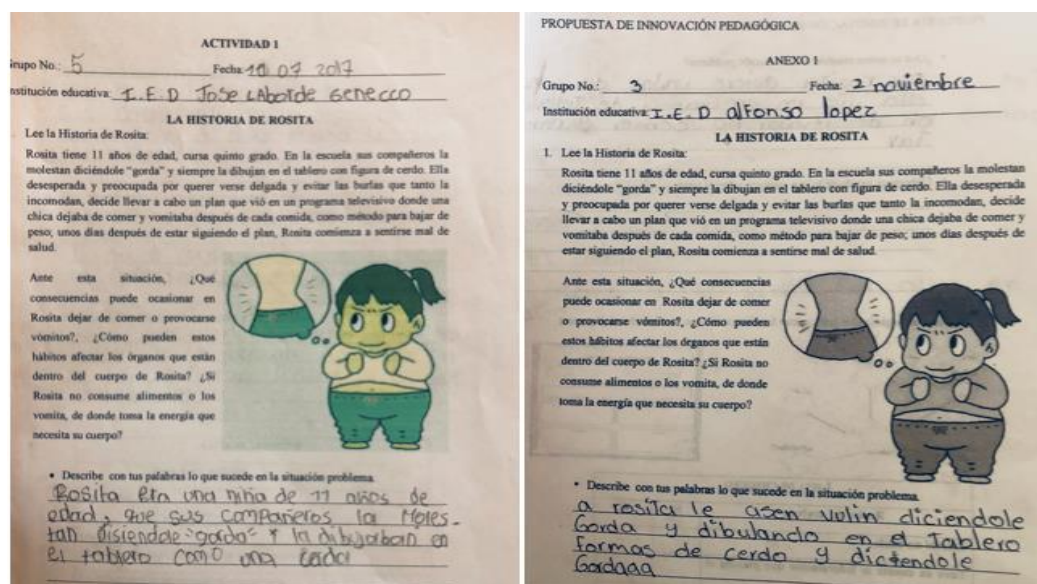 ACTIVIDAD 1
Grupo No.: 5 Fecha 10 07 2017
Institución educativa: I.E.D Jose LAborde Genecco
LA HISTORIA DE ROSITA
Lee la Historia de Rosita:
Rosita tiene 11 años de edad, cursa quinto grado. En la escuela sus compañeros la
molestan diciéndole "gorda" y siempre la dibujan en el tablero con figura de cerdo. Ella
desesperada y preocupada por querer verse delgada y evitar las burlas que tanto la
incomodan, decide llevar a cabo un plan que vió en un programa televisivo donde una
chica dejaba de comer y vomitaba después de cada comida, como método para bajar de
peso; unos días después de estar siguiendo el plan, Rosita comienza a sentirse mal de
salud.
Ante esta situación, ¿Qué
consecuencias puede ocasionar en
Rosita dejar de comer o provocarse
vómitos?, ¿Cómo pueden estos
hábitos afectar los órganos que están
dentro del cuerpo de Rosita? ¿Si
Rosita no consume alimentos o los
vomita, de donde toma la energía que
necesita su cuerpo?
• Describe con tus palabras lo que sucede en la situación problema.
Rosita era una niña de 11 años de
edad, que sus compañeros la moles-
tan disiendole "gorda" y la dibujaban en
el tablero como una cerda
PROPUESTA DE INNOVACIÓN PEDAGÓGICA
ANEXO 1
Grupo No.: 3 Fecha: 2 noviembre
Institución educativa I.E.D alfonso lopez
LA HISTORIA DE ROSITA
1. Lee la Historia de Rosita:
Rosita tiene 11 años de edad, cursa quinto grado. En la escuela sus compañeros la molestan
diciéndole "gorda" y siempre la dibujan en el tablero con figura de cerdo. Ella desesperada
y preocupada por querer verse delgada y evitar las burlas que tanto la incomodan, decide
llevar a cabo un plan que vió en un programa televisivo donde una chica dejaba de comer y
vomitaba después de cada comida, como método para bajar de peso; unos días después de
estar siguiendo el plan, Rosita comienza a sentirse mal de salud.
Ante esta situación, ¿Qué consecuencias
puede ocasionar en Rosita dejar de comer
o provocarse vómitos?, ¿Cómo pueden
estos hábitos afectar los órganos que están
dentro del cuerpo de Rosita? ¿Si Rosita no
consume alimentos o los vomita, de donde
toma la energía que necesita su cuerpo?
• Describe con tus palabras lo que sucede en la situación problema.
a rosita le asen vulin diciendole
Gorda y dibulando en el Tablero
formas de cerdo y dictendole
Gordaaa